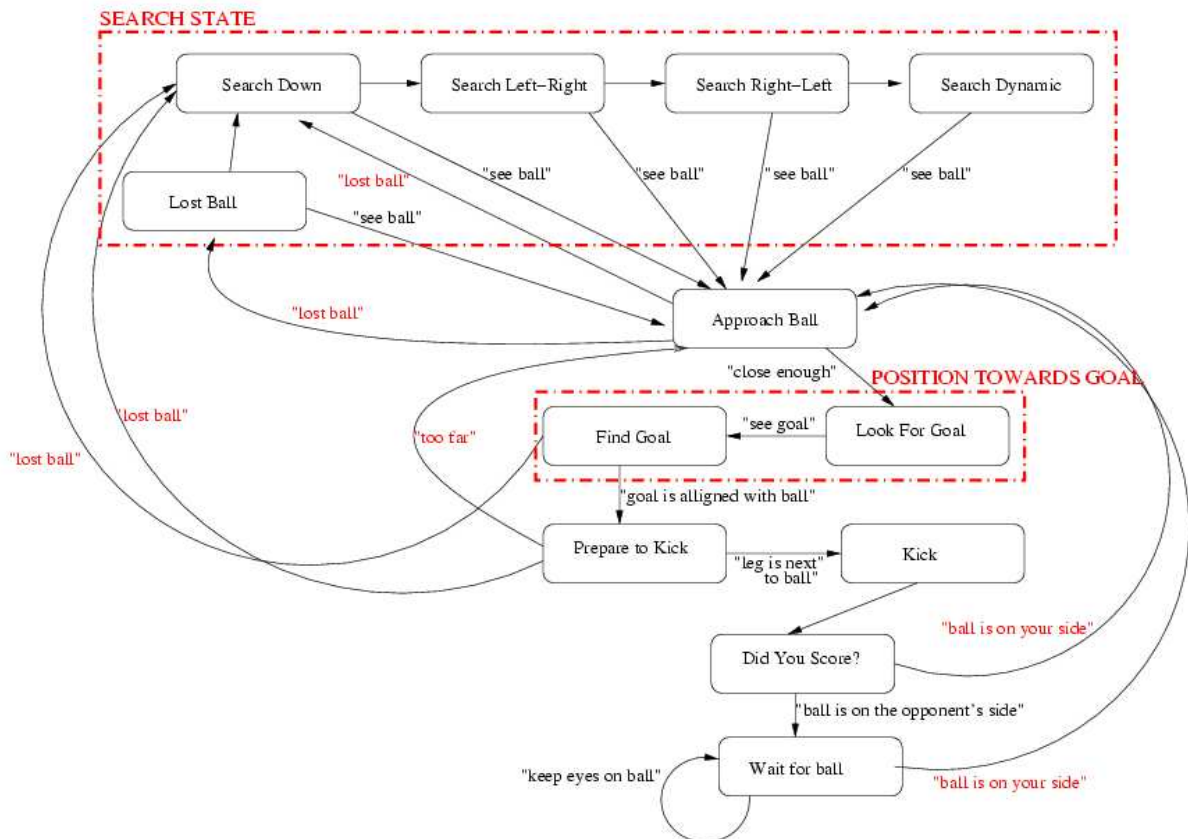 SEARCH STATE
Search Down
Search Left-Right
Search Right-Left
Search Dynamic
"lost ball"
"see ball"
"see ball"
"see ball"
"see ball"
Lost Ball
"see ball"
"lost ball"
Approach Ball
"close enough"
POSITION TOWARDS GOAL
"lost ball"
"too far"
"see goal"
Find Goal
Look For Goal
"lost ball"
"goal is alligned with ball"
Prepare to Kick
"leg is next"
to ball"
Kick
"ball is on your side"
Did You Score?
"ball is on the opponent's side"
"keep eyes on ball"
Wait for ball
"ball is on your side"